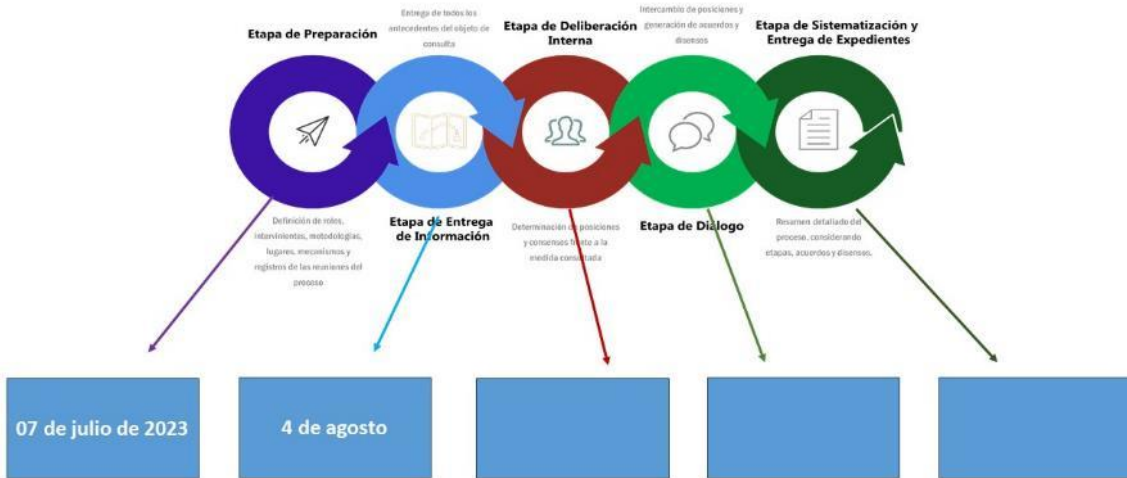 Etapa de Preparación
Definición de roles,
intervinientes, metodologías,
lugares, mecanismos y
registros de las reuniones del
proceso
Entrega de todos los
antecedentes del objeto de
consulta
Etapa de Entrega
de Información
Etapa de Deliberación
Interna
Determinación de posiciones
y consensos frente a la
medida consultada
Intercambio de posiciones y
generación de acuerdos y
disensos
Etapa de Diálogo
Etapa de Sistematización y
Entrega de Expedientes
Resumen detallado del
proceso, considerando
etapas, acuerdos y disensos.
07 de julio de 2023
4 de agosto